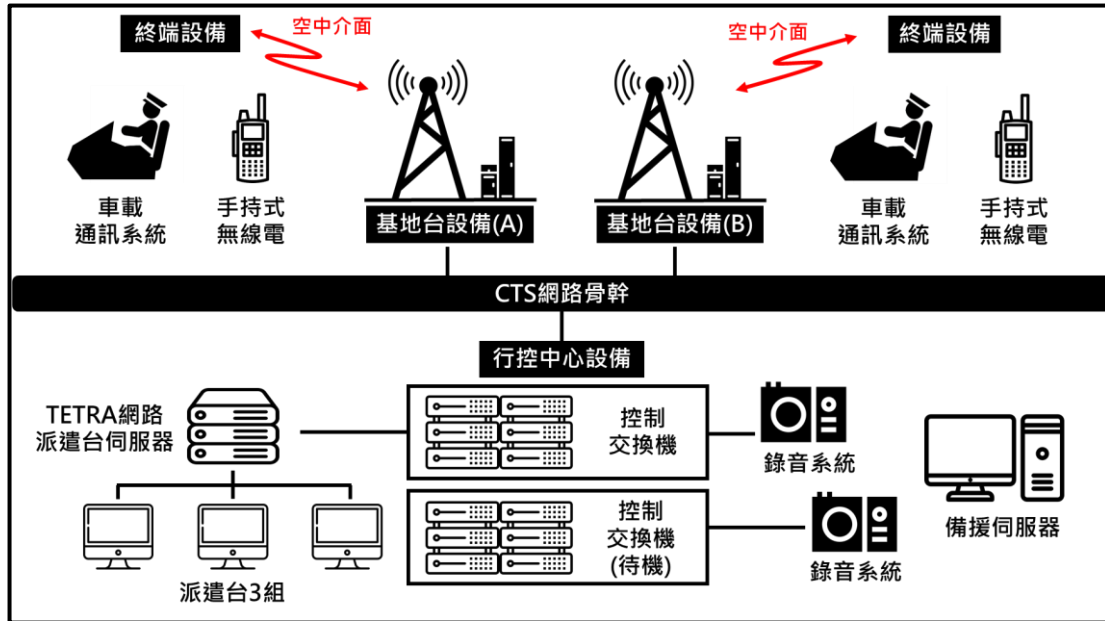 終端設備
空中介面
空中介面
終端設備
車載
通訊系統
手持式
無線電
基地台設備(A)
基地台設備(B)
車載
通訊系統
手持式
無線電
CTS網路骨幹
行控中心設備
TETRA網路
派遣台伺服器
控制
交換機
錄音系統
派遣台3組
控制
交換機
(待機)
錄音系統
備援伺服器